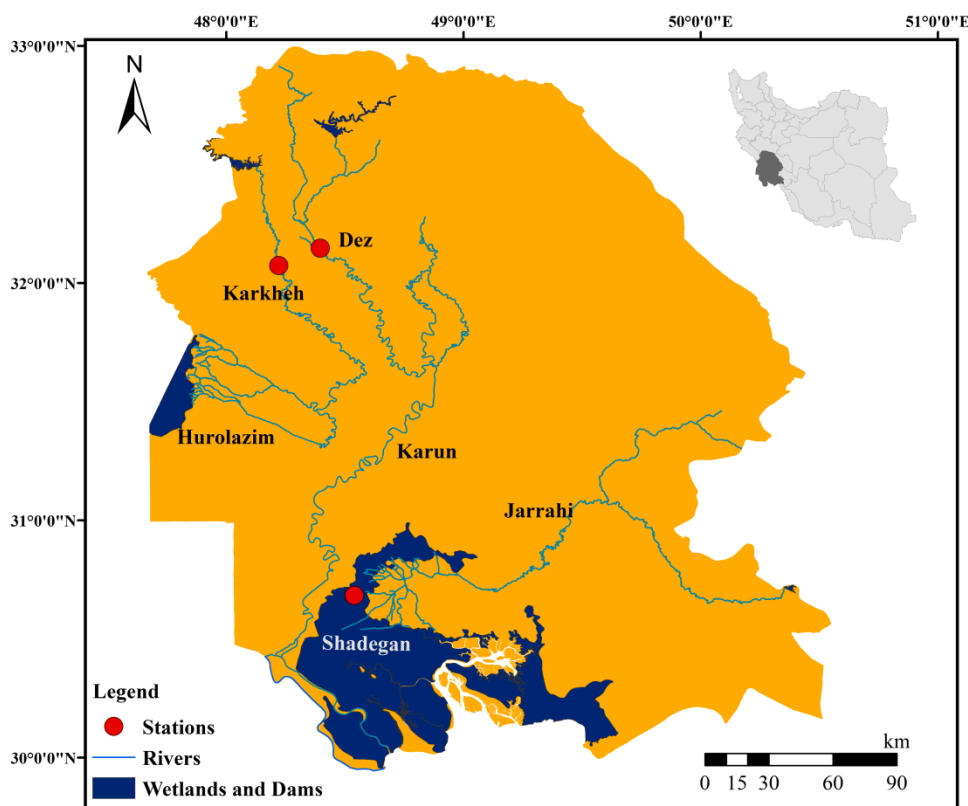 48°0'0"E 49°0'0"E 50°0'0"E 51°0'0"E
33°0'0"N
N
Dez
32°0'0"N
Karkheh
Hurolazim
Karun
Jarrahi
31°0'0"N
Shadegan
Legend
Stations
Rivers
Wetlands and Dams
30°0'0"N
km
0 15 30 60 90